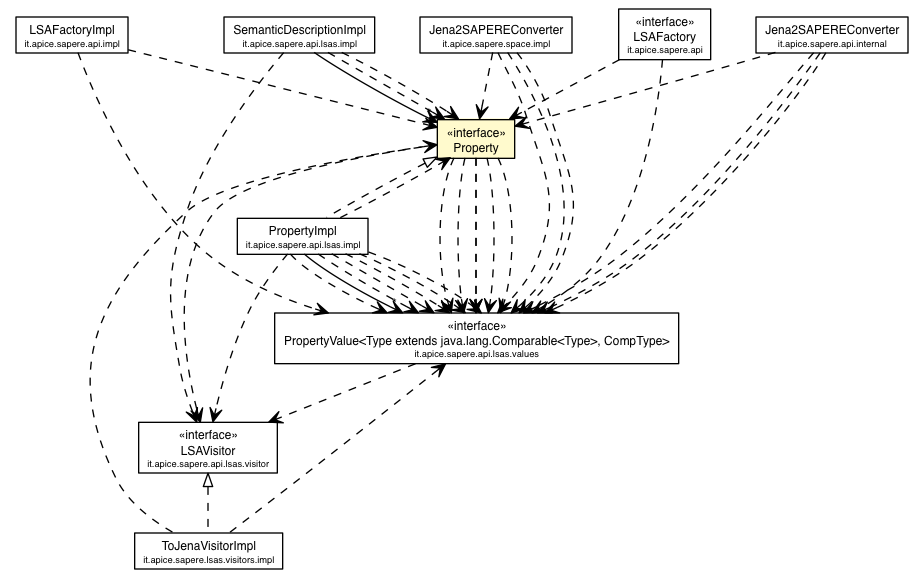 LSAFactoryImpl
it.apice.sapere.api.impl
SemanticDescriptionImpl
it.apice.sapere.api.lsas.impl
Jena2SAPEREConverter
it.apice.sapere.space.impl
«interface»
LSAFactory
it.apice.sapere.api
Jena2SAPEREConverter
it.apice.sapere.api.internal
«interface»
Property
PropertyImpl
it.apice.sapere.api.lsas.impl
«interface»
PropertyValue<Type extends java.lang.Comparable<Type>, CompType>
it.apice.sapere.api.lsas.values
«interface»
LSAVisitor
it.apice.sapere.api.lsas.visitor
ToJenaVisitorImpl
it.apice.sapere.lsas.visitors.impl